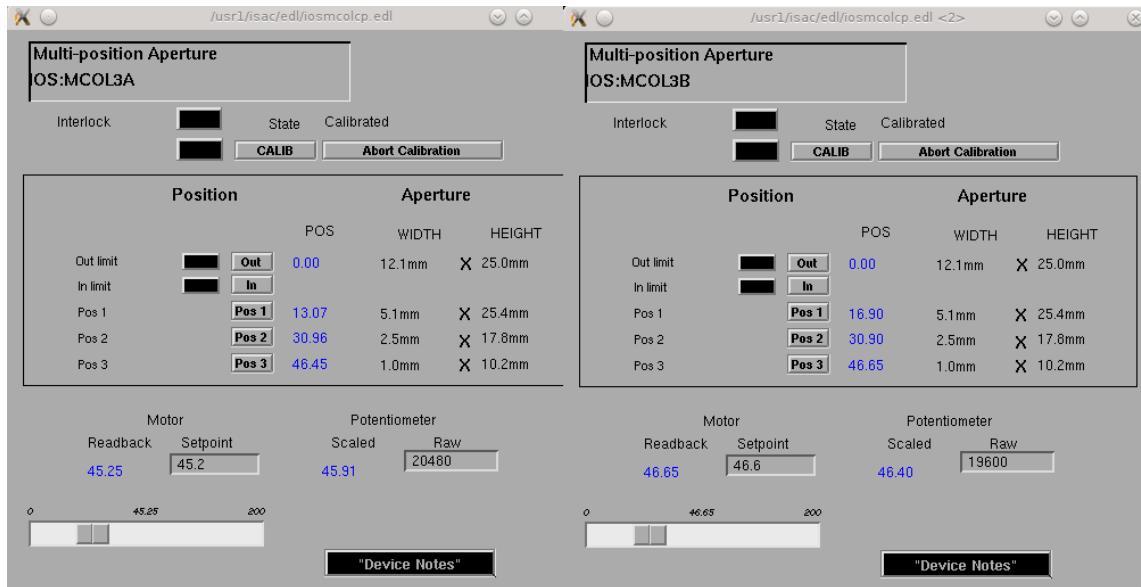 /usr1/isac/edl/iosmcolcp.edl
Multi-position Aperture
IOS:MCOL3A
Interlock State Calibrated
CALIB Abort Calibration
Position Aperture
POS WIDTH HEIGHT
Out limit Out 0.00 12.1mm X 25.0mm
In limit In
Pos 1 Pos 1 13.07 5.1mm X 25.4mm
Pos 2 Pos 2 30.96 2.5mm X 17.8mm
Pos 3 Pos 3 46.45 1.0mm X 10.2mm
Motor Potentiometer
Readback Setpoint Scaled Raw
45.25 45.2 45.91 20480
0 45.25 200
"Device Notes"
/usr1/isac/edl/iosmcolcp.edl <2>
Multi-position Aperture
IOS:MCOL3B
Interlock State Calibrated
CALIB Abort Calibration
Position Aperture
POS WIDTH HEIGHT
Out limit Out 0.00 12.1mm X 25.0mm
In limit In
Pos 1 Pos 1 16.90 5.1mm X 25.4mm
Pos 2 Pos 2 30.90 2.5mm X 17.8mm
Pos 3 Pos 3 46.65 1.0mm X 10.2mm
Motor Potentiometer
Readback Setpoint Scaled Raw
46.65 46.6 46.40 19600
0 46.65 200
"Device Notes"